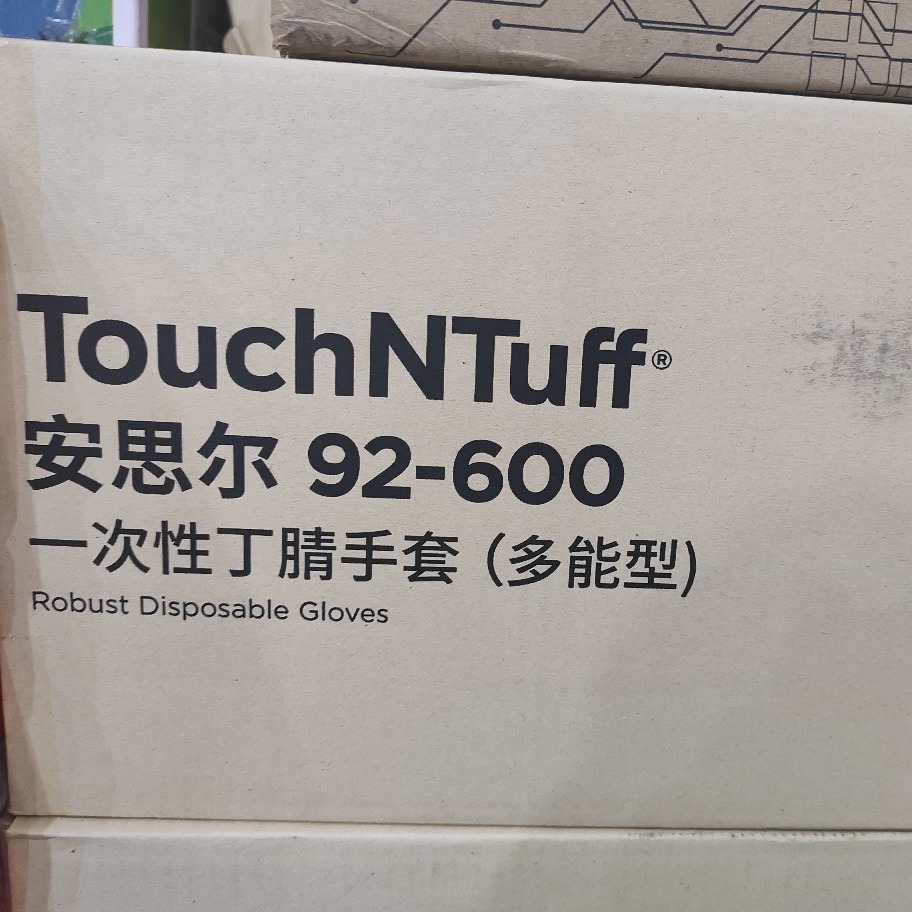 TouchNTuff®
安思尔 92-600
一次性丁腈手套 (多能型)
Robust Disposable Gloves